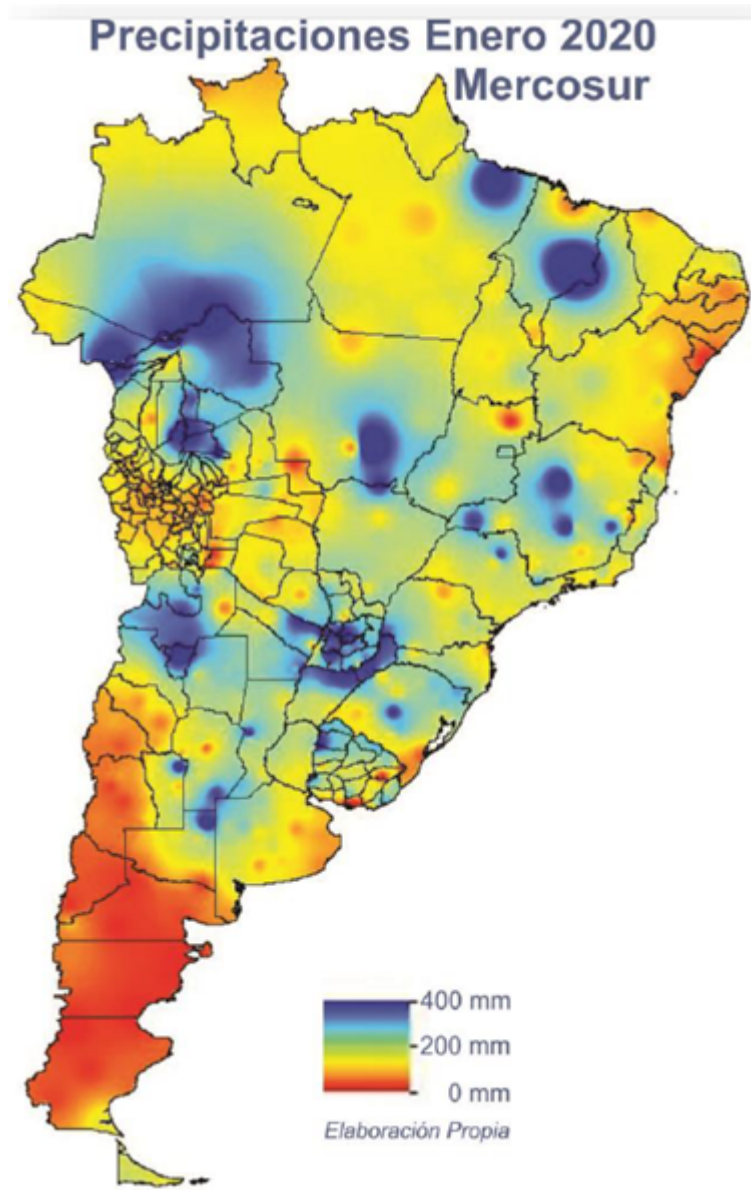 Precipitaciones Enero 2020
Mercosur
400 mm
200 mm
0 mm
Elaboración Propia